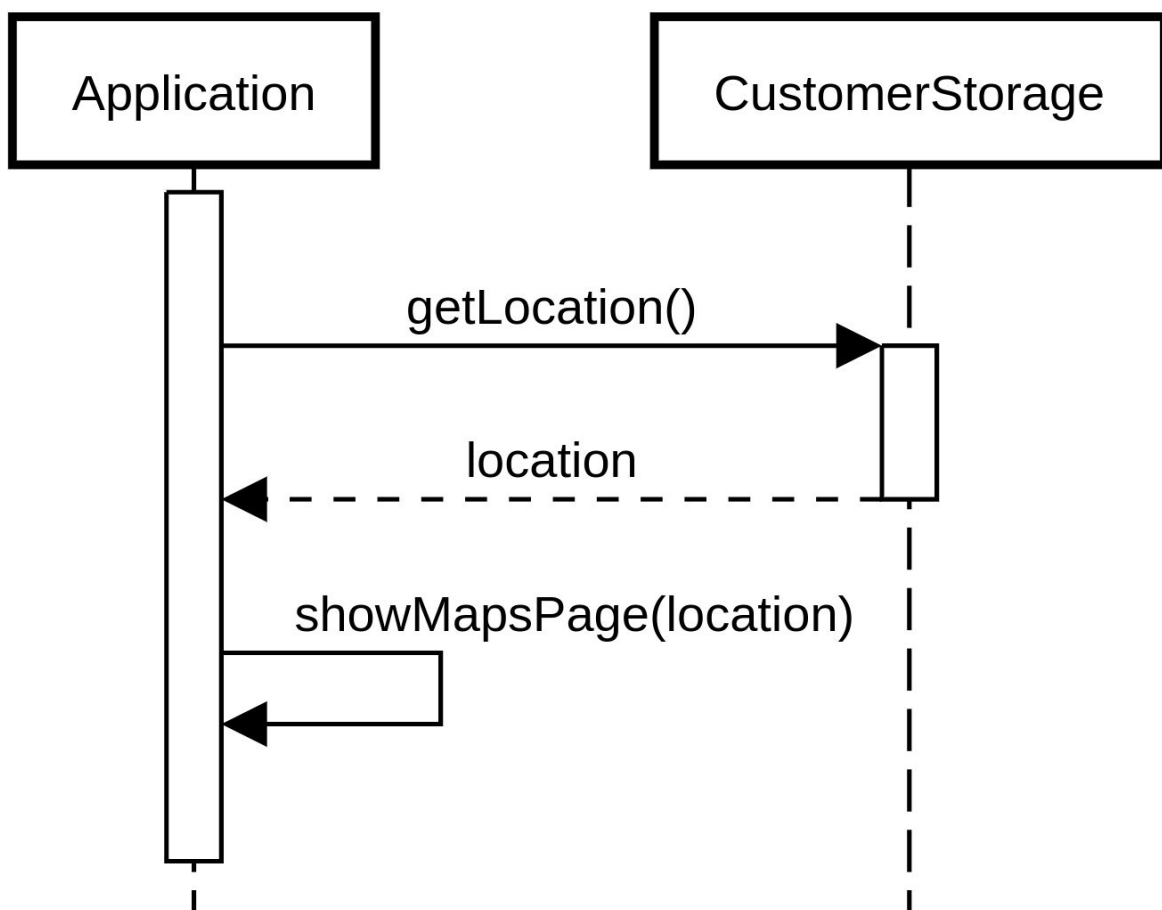 Application
CustomerStorage
getLocation()
location
showMapsPage(location)